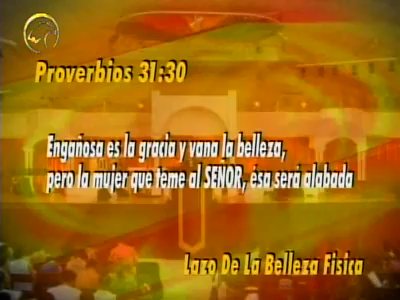 Proverbios 31:30
Engañosa es la gracia y vana la belleza,
pero la mujer que teme al SEÑOR, ésa será alabada
Lazo De La Belleza Fisica